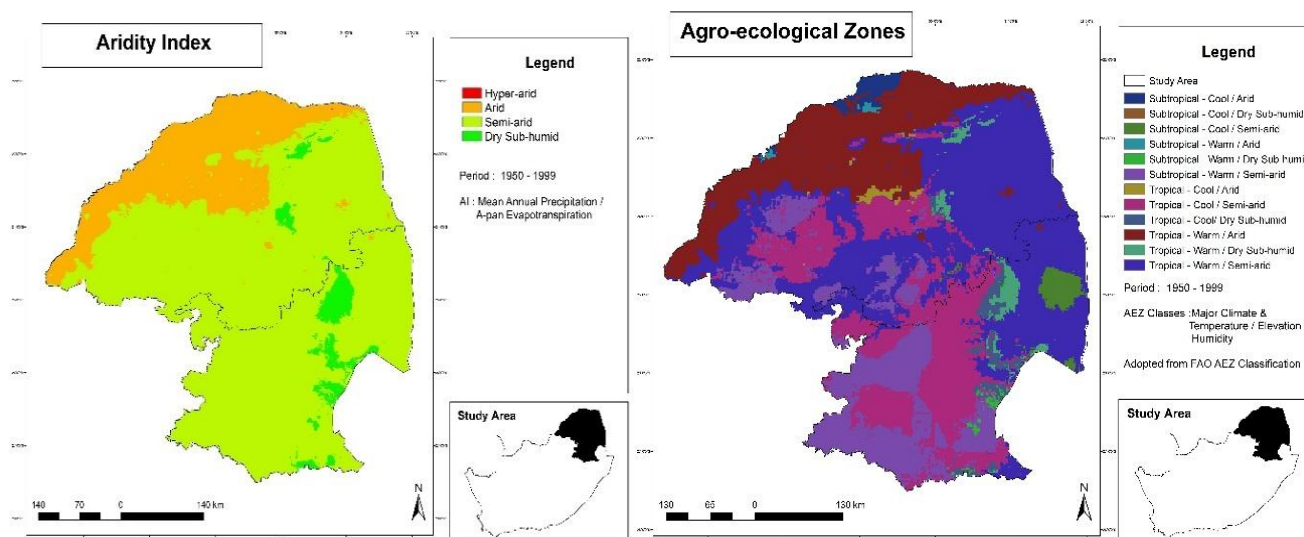 Aridity Index
Legend
Hyper-arid
Arid
Semi-arid
Dry Sub-humid
Period : 1950 - 1999
AI : Mean Annual Precipitation /
A-pan Evapotranspiration
Study Area
N
140 70 0 140 km
Agro-ecological Zones
Legend
Study Area
Subtropical - Cool / Arid
Subtropical - Cool / Dry Sub-humid
Subtropical - Cool / Semi-arid
Subtropical - Warm / Arid
Subtropical - Warm / Dry Sub humid
Subtropical - Warm / Semi-arid
Tropical - Cool / Arid
Tropical - Cool / Semi-arid
Tropical - Cool/ Dry Sub-humid
Tropical - Warm / Arid
Tropical - Warm / Dry Sub-humid
Tropical - Warm / Semi-arid
Period : 1950 - 1999
AEZ Classes :Major Climate &
Temperature / Elevation
Humidity
Adopted from FAO AEZ Classification
Study Area
N
130 65 0 130 km